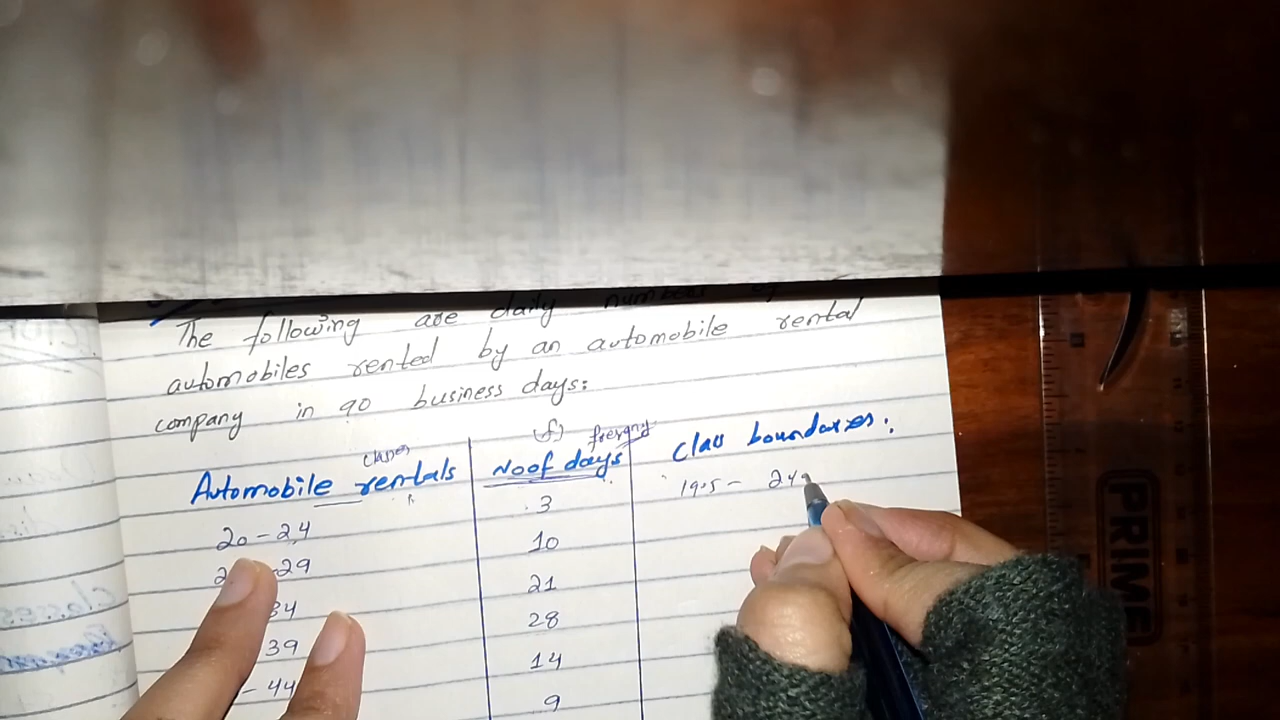 The following are daily
automobiles rented by an automobile rental
company in 90 business days:
(f)
classes
Automobile rentals No of days Class boundaries:
20 - 24 3 19.5 - 24
29 10
34 21
39 28
- 44 14
9
PRIME